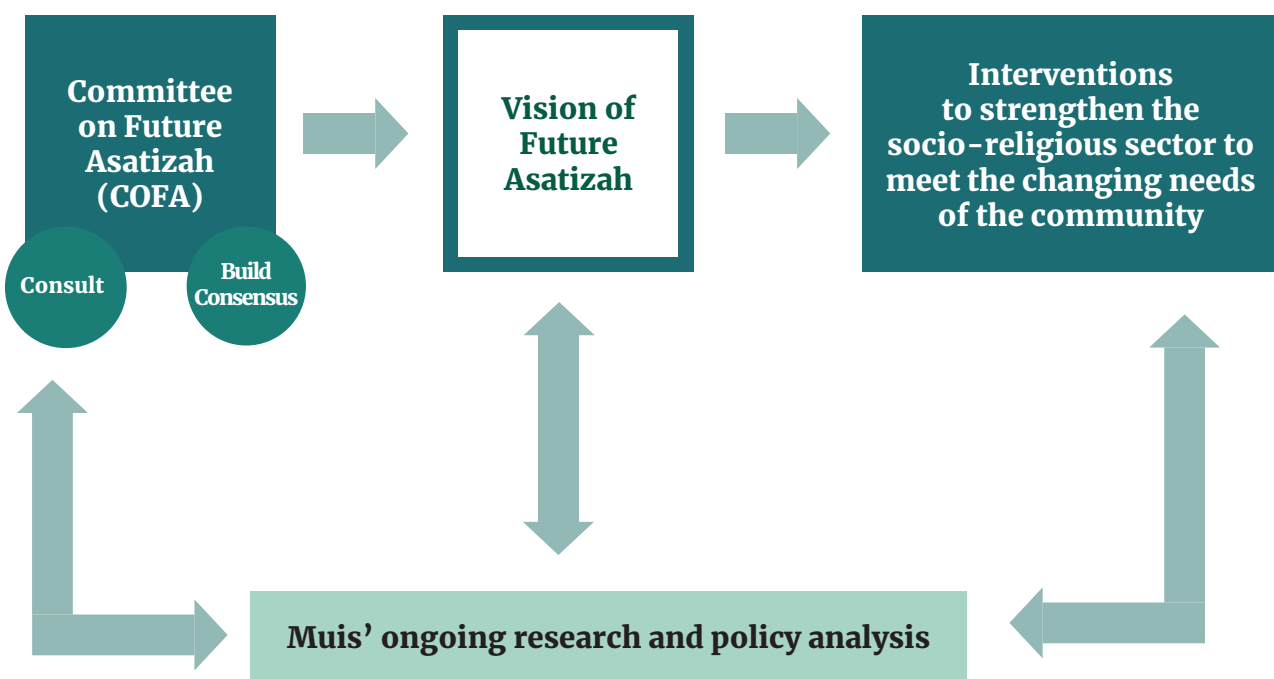 Committee
on Future
Asatizah
(COFA)
Consult
Build
Consensus
Vision of
Future
Asatizah
Interventions
to strengthen the
socio-religious sector to
meet the changing needs
of the community
Muis’ ongoing research and policy analysis